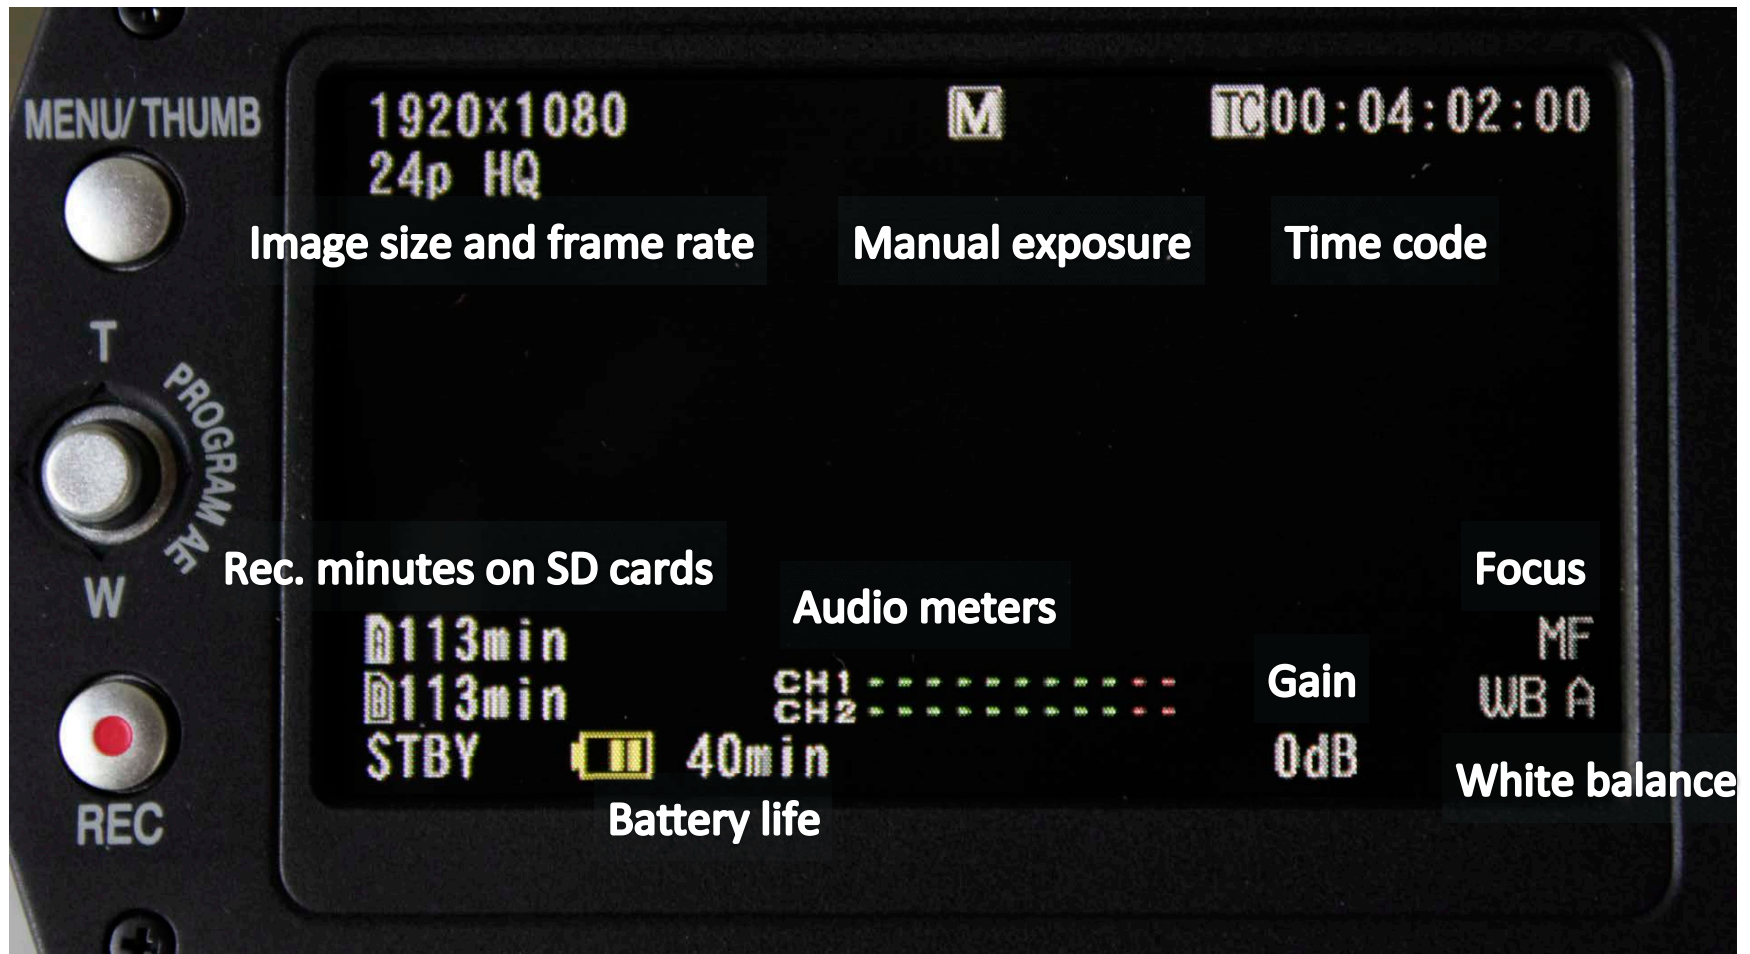 MENU/THUMB
T
PROGRAM AE
W
REC
1920×1080
24p HQ
M
TC00:04:02:00
Image size and frame rate
Manual exposure
Time code
Rec. minutes on SD cards
Audio meters
Focus
A113min
B113min
CH1
CH2
Gain
MF
WB A
STBY
40min
0dB
White balance
Battery life